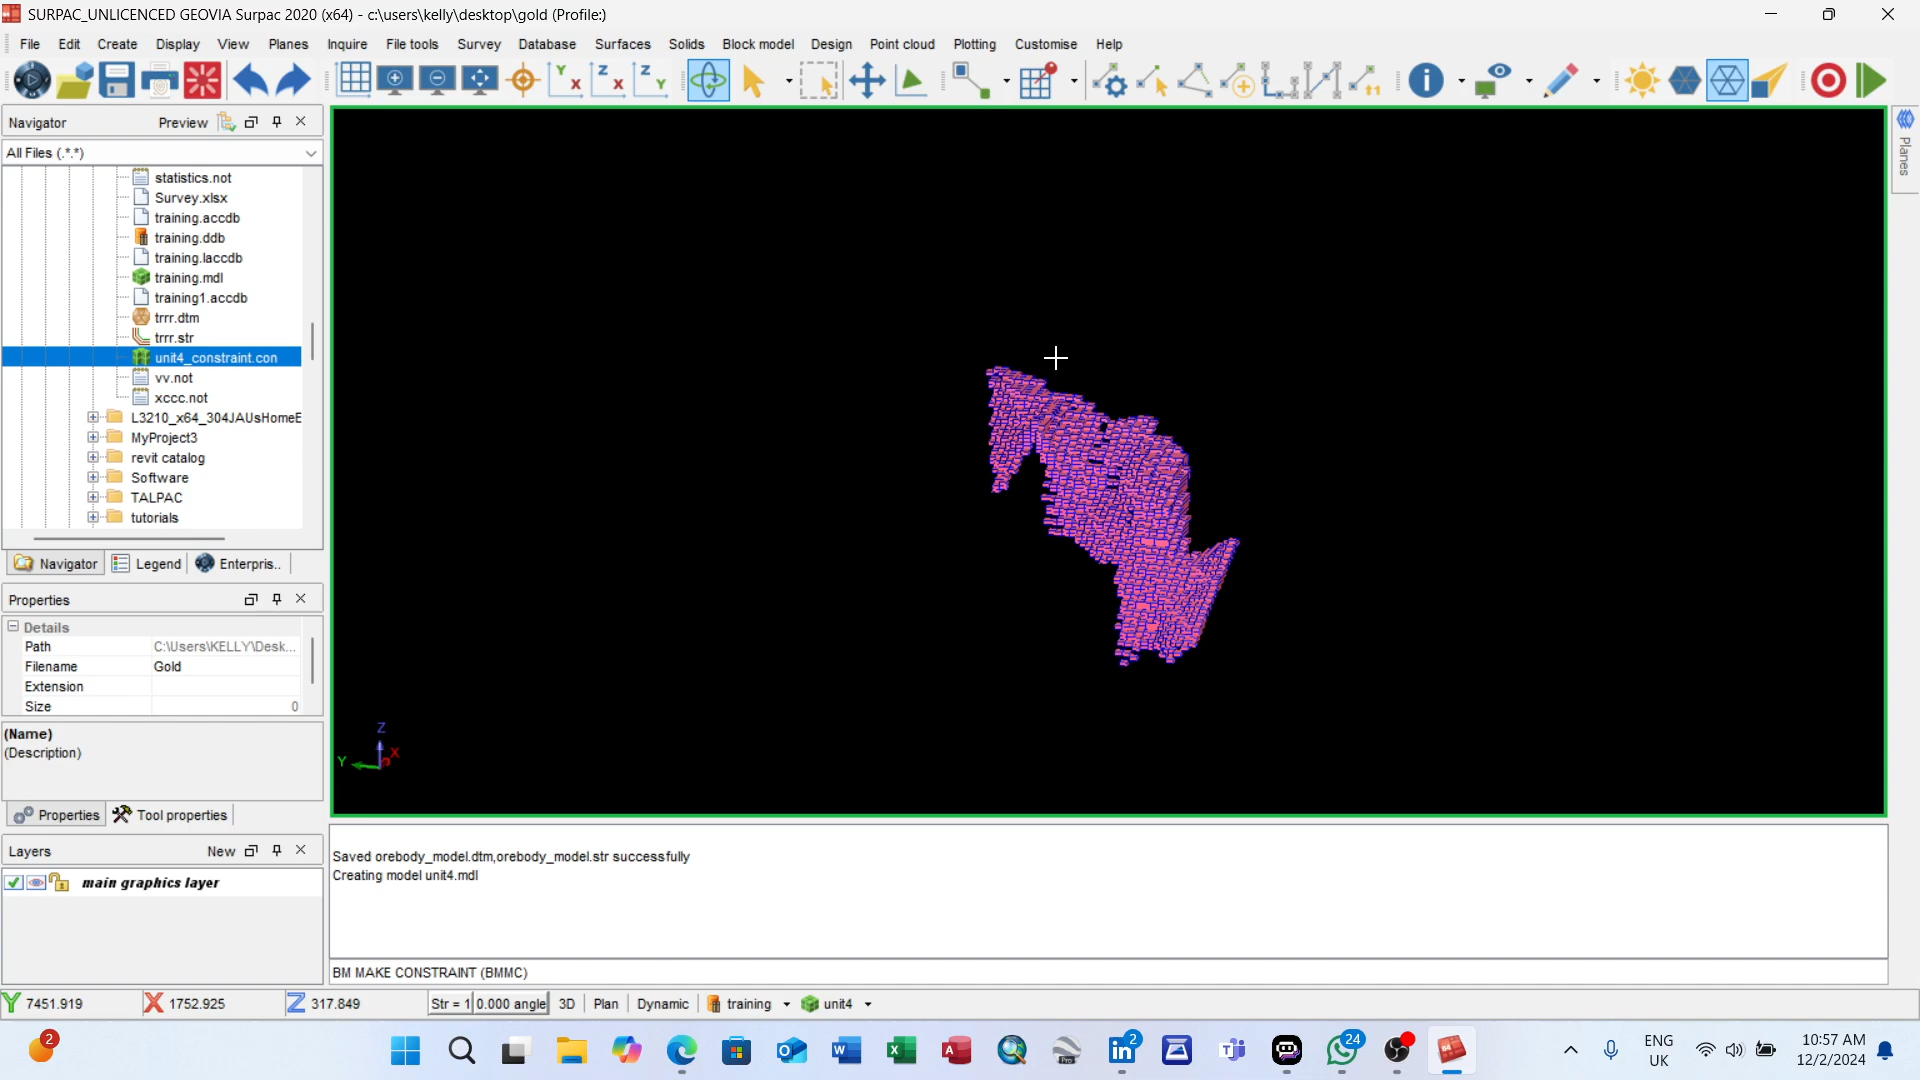 SURPAC_UNLICENCED GEOVIA Surpac 2020 (x64) - c:\users\kelly\desktop\gold (Profile:)
File Edit Create Display View Planes Inquire File tools Survey Database Surfaces Solids Block model Design Point cloud Plotting Customise Help
Navigator Preview
All Files (*.*)
statistics.not
Survey.xlsx
training.accdb
training.ddb
training.laccdb
training.mdl
training1.accdb
trrr.dtm
trrr.str
unit4_constraint.con
vv.not
xccc.not
L3210_x64_304JAUsHomeE
MyProject3
revit catalog
Software
TALPAC
tutorials
Navigator Legend Enterpris..
Properties
Details
Path C:\Users\KELLY\Desk...
Filename Gold
Extension
Size 0
(Name)
(Description)
Properties Tool properties
Layers New
main graphics layer
Planes
Z
Y X
Saved orebody_model.dtm,orebody_model.str successfully
Creating model unit4.mdl
BM MAKE CONSTRAINT (BMMC)
Y 7451.919 X 1752.925 Z 317.849 Str = 1 0.000 angle 3D Plan Dynamic training unit4
2
2
24
ENG
UK
10:57 AM
12/2/2024